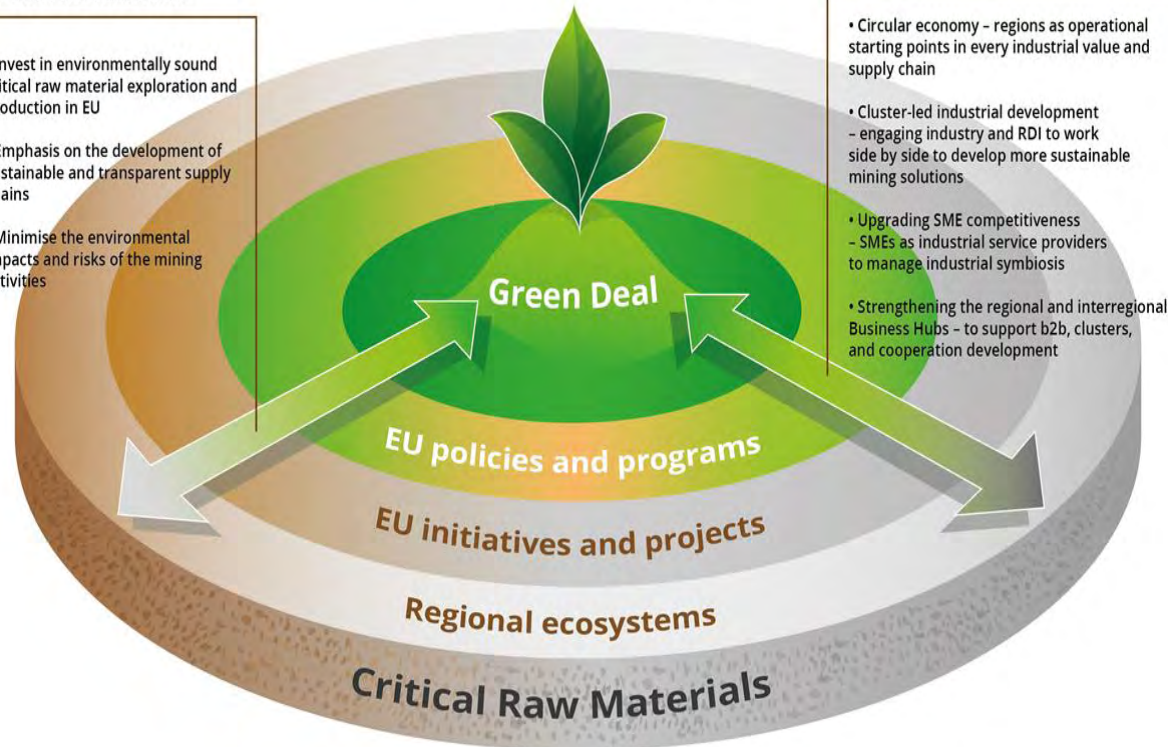 nvest in environmentally sound
itical raw material exploration and
oduction in EU
Emphasis on the development of
stainable and transparent supply
ains
Minimise the environmental
pacts and risks of the mining
tivities
• Circular economy – regions as operational
starting points in every industrial value and
supply chain
• Cluster-led industrial development
– engaging industry and RDI to work
side by side to develop more sustainable
mining solutions
• Upgrading SME competitiveness
– SMEs as industrial service providers
to manage industrial symbiosis
• Strengthening the regional and interregional
Business Hubs – to support b2b, clusters,
and cooperation development
Green Deal
EU policies and programs
EU initiatives and projects
Regional ecosystems
Critical Raw Materials